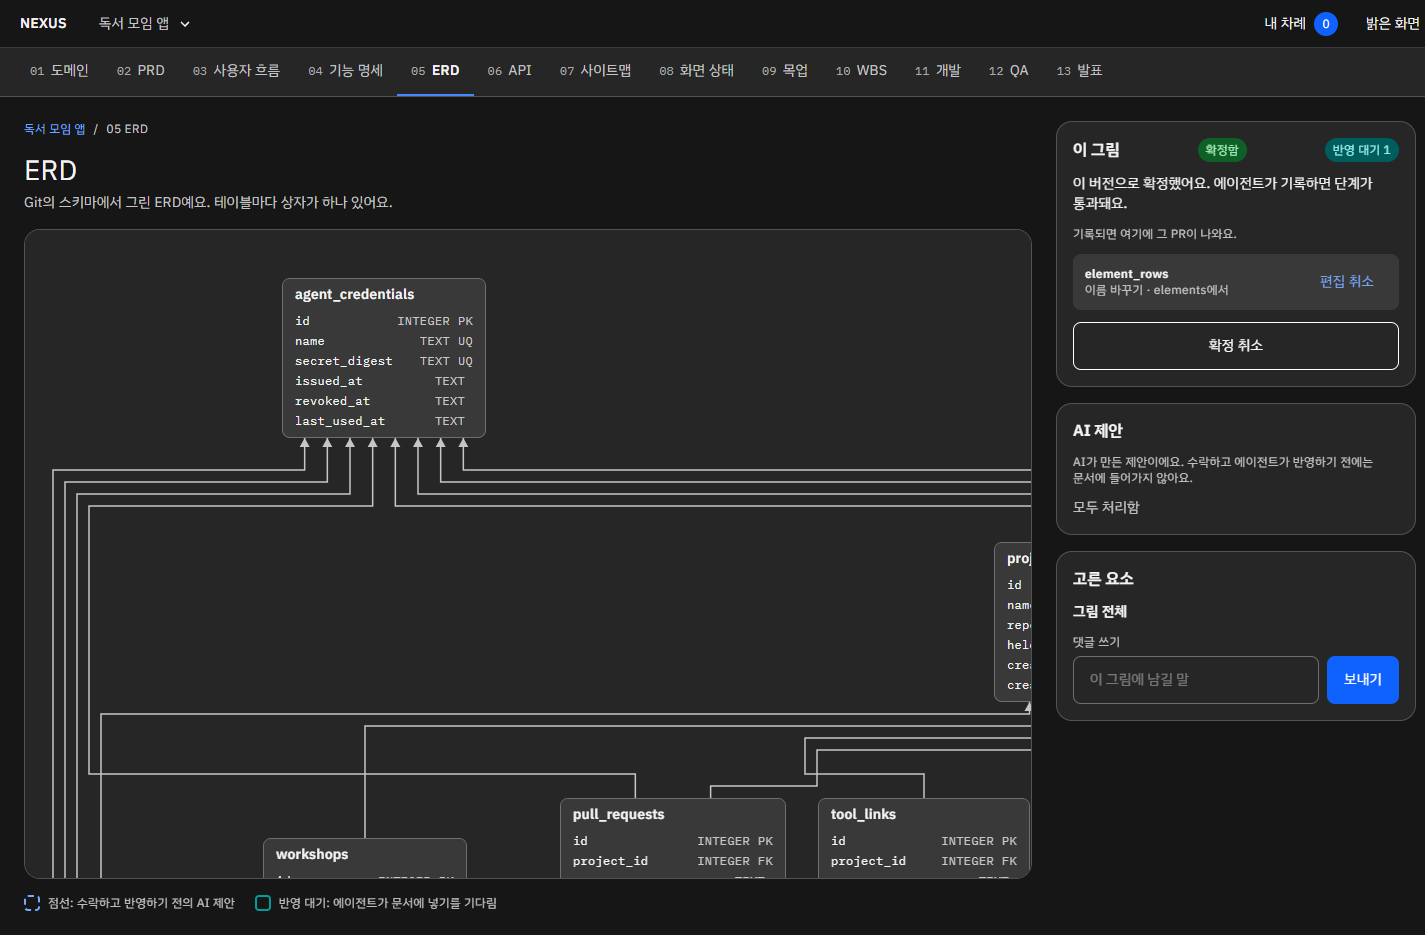 NEXUS 독서 모임 앱 내 차례 0 밝은 화면
01 도메인 02 PRD 03 사용자 흐름 04 기능 명세 05 ERD 06 API 07 사이트맵 08 화면 상태 09 목업 10 WBS 11 개발 12 QA 13 발표
독서 모임 앱 / 05 ERD
ERD
Git의 스키마에서 그린 ERD예요. 테이블마다 상자가 하나 있어요.
agent_credentials
id INTEGER PK
name TEXT UQ
secret_digest TEXT UQ
issued_at TEXT
revoked_at TEXT
last_used_at TEXT
id
pull_requests
id INTEGER PK
project_id INTEGER FK
tool_links
id INTEGER PK
project_id INTEGER FK
workshops
점선: 수락하고 반영하기 전의 AI 제안 반영 대기: 에이전트가 문서에 넣기를 기다림
이 그림 확정함 반영 대기 1
이 버전으로 확정했어요. 에이전트가 기록하면 단계가
통과돼요.
기록되면 여기에 그 PR이 나와요.
element_rows
이름 바꾸기 · elements에서
편집 취소
확정 취소
AI 제안
AI가 만든 제안이에요. 수락하고 에이전트가 반영하기 전에는
문서에 들어가지 않아요.
모두 처리함
고른 요소
그림 전체
댓글 쓰기
이 그림에 남길 말 보내기